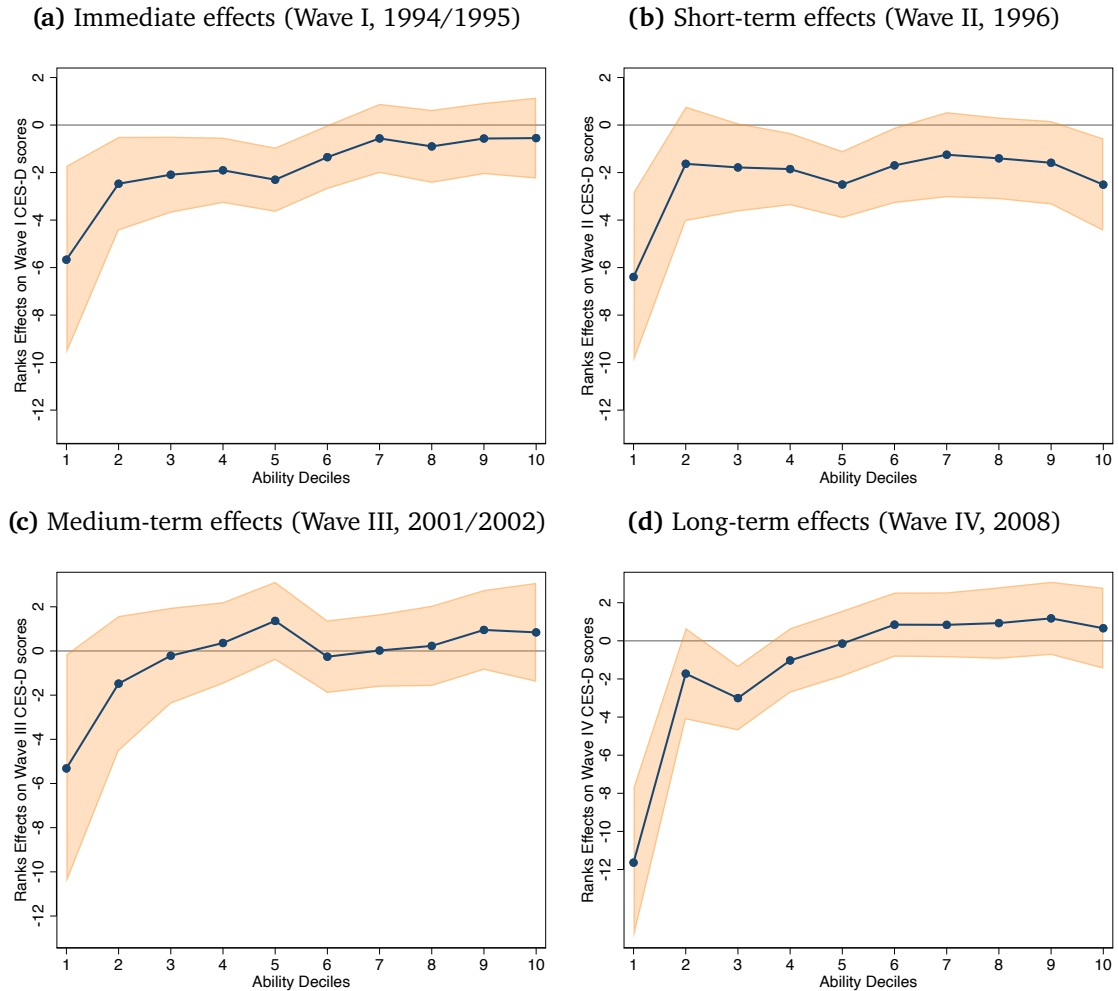 (a) Immediate effects (Wave I, 1994/1995)
Ranks Effects on Wave I CES-D scores
2
0
-2
-4
-6
-8
-10
-12
1 2 3 4 5 6 7 8 9 10
Ability Deciles
(b) Short-term effects (Wave II, 1996)
Ranks Effects on Wave II CES-D scores
2
0
-2
-4
-6
-8
-10
-12
1 2 3 4 5 6 7 8 9 10
Ability Deciles
(c) Medium-term effects (Wave III, 2001/2002)
Ranks Effects on Wave III CES-D scores
2
0
-2
-4
-6
-8
-10
-12
1 2 3 4 5 6 7 8 9 10
Ability Deciles
(d) Long-term effects (Wave IV, 2008)
Ranks Effects on Wave IV CES-D scores
2
0
-2
-4
-6
-8
-10
-12
1 2 3 4 5 6 7 8 9 10
Ability Deciles